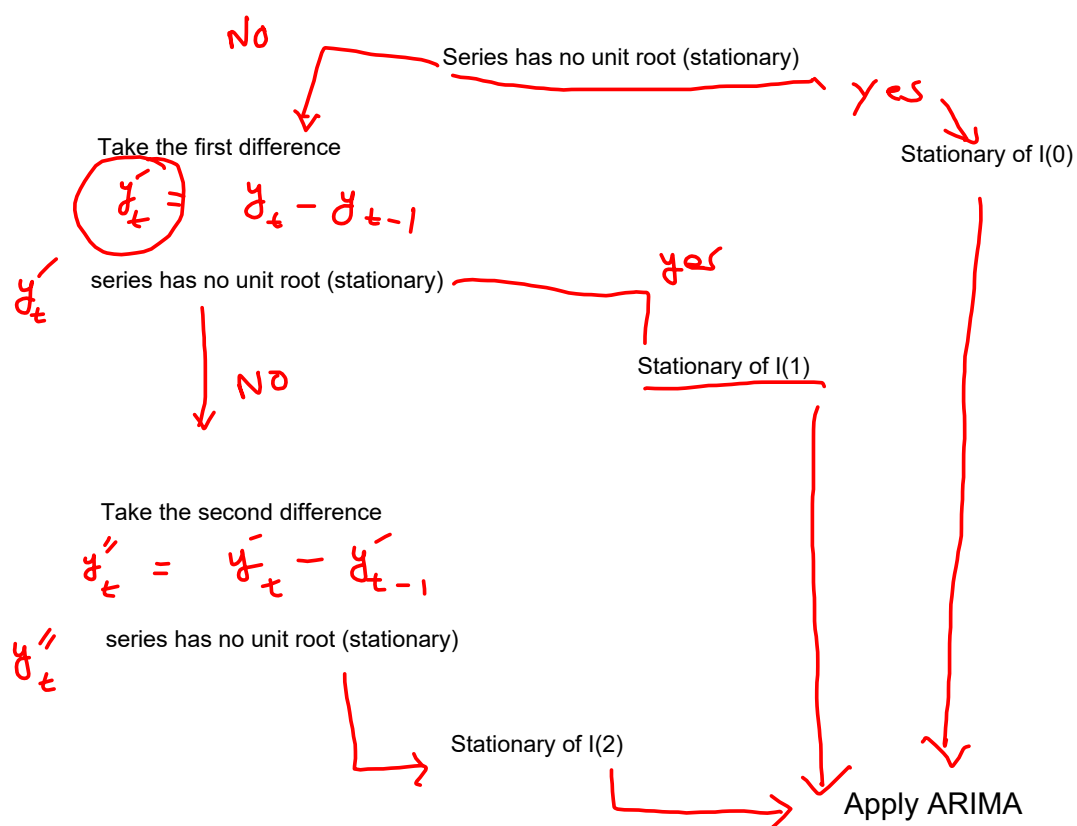 NO
Series has no unit root (stationary)
yes
Take the first difference
Stationary of I(0)
y′t = yt - yt-1
yes
y′t series has no unit root (stationary)
Stationary of I(1)
NO
Take the second difference
y″t = y′t - y′t-1
y″t series has no unit root (stationary)
Stationary of I(2)
Apply ARIMA